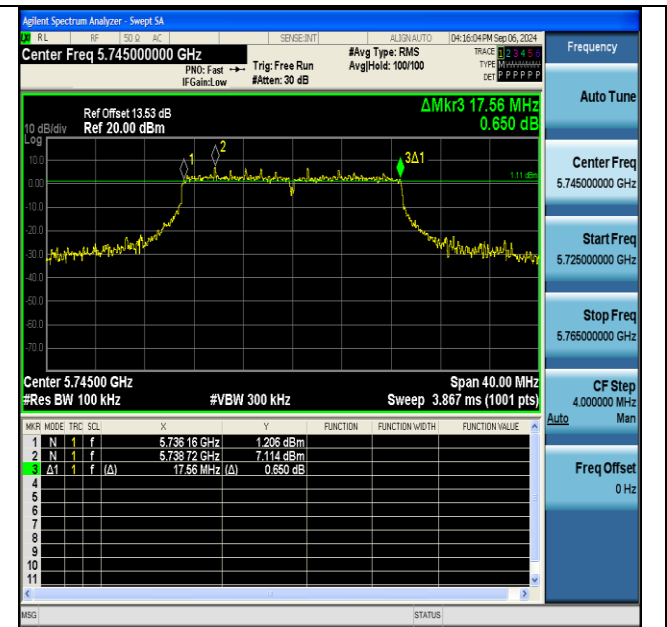 Agilent Spectrum Analyzer - Swept SA
RL RF 50 Ω AC SENSE:INT ALIGN AUTO 04:16:04 PM Sep 06, 2024
Center Freq 5.745000000 GHz #Avg Type: RMS TRACE 1 2 3 4 5 6
PNO: Fast Trig: Free Run Avg|Hold: 100/100 TYPE
IFGain:Low #Atten: 30 dB DET P P P P P P
Frequency
Auto Tune
Center Freq
5.745000000 GHz
Start Freq
5.725000000 GHz
Stop Freq
5.765000000 GHz
CF Step
4.000000 MHz
Auto Man
Freq Offset
0 Hz
ΔMkr3 17.56 MHz
0.650 dB
Ref Offset 13.53 dB
10 dB/div Ref 20.00 dBm
Log
10.0
0.00
-10.0
-20.0
-30.0
-40.0
-50.0
-60.0
-70.0
1
2
3Δ1
1.11 dBm
Center 5.74500 GHz Span 40.00 MHz
#Res BW 100 kHz #VBW 300 kHz Sweep 3.867 ms (1001 pts)
MKR MODE TRC SCL X Y FUNCTION FUNCTION WIDTH FUNCTION VALUE
1 N 1 f 5.736 16 GHz 1.206 dBm
2 N 1 f 5.738 72 GHz 7.114 dBm
3 Δ1 1 f (Δ) 17.56 MHz (Δ) 0.650 dB
4
5
6
7
8
9
10
11
MSG STATUS